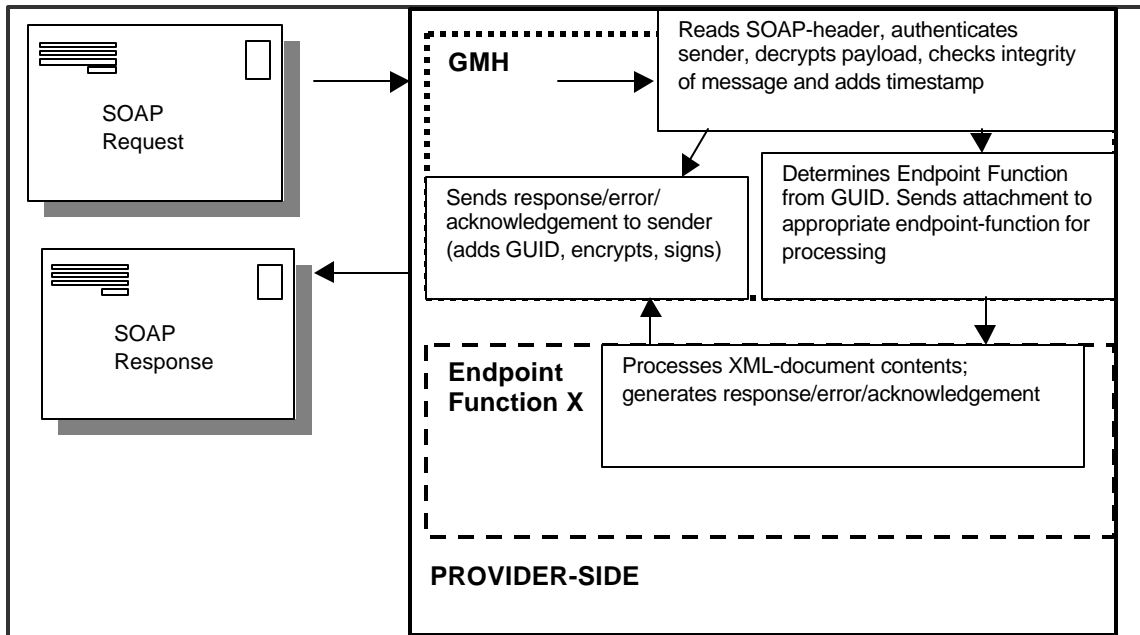 SOAP
Request
GMH
Reads SOAP-header, authenticates
sender, decrypts payload, checks integrity
of message and adds timestamp
Sends response/error/
acknowledgement to sender
(adds GUID, encrypts, signs)
Determines Endpoint Function
from GUID. Sends attachment to
appropriate endpoint-function for
processing
SOAP
Response
Endpoint
Function X
Processes XML-document contents;
generates response/error/acknowledgement
PROVIDER-SIDE